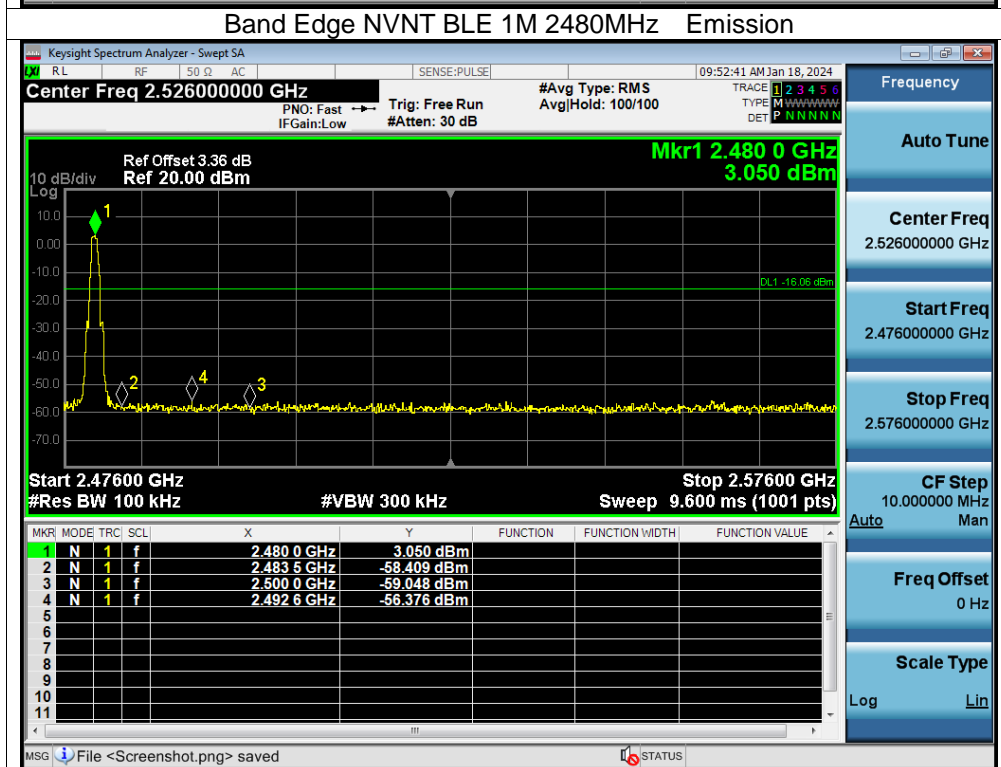 Band Edge NVNT BLE 1M 2480MHz Emission
Keysight Spectrum Analyzer - Swept SA
LXI RL RF 50 Ω AC SENSE:PULSE 09:52:41 AM Jan 18, 2024
Center Freq 2.526000000 GHz #Avg Type: RMS TRACE 1 2 3 4 5 6
PNO: Fast Trig: Free Run Avg|Hold: 100/100 TYPE M WWWWW
IFGain:Low #Atten: 30 dB DET P N N N N N
Ref Offset 3.36 dB Mkr1 2.480 0 GHz
10 dB/div Ref 20.00 dBm 3.050 dBm
Log
10.0
0.00
-10.0
-20.0
-30.0
-40.0
-50.0
-60.0
-70.0
1
DL1 -16.06 dBm
2
4
3
Start 2.47600 GHz Stop 2.57600 GHz
#Res BW 100 kHz #VBW 300 kHz Sweep 9.600 ms (1001 pts)
MKR MODE TRC SCL X Y FUNCTION FUNCTION WIDTH FUNCTION VALUE
1 N 1 f 2.480 0 GHz 3.050 dBm
2 N 1 f 2.483 5 GHz -58.409 dBm
3 N 1 f 2.500 0 GHz -59.048 dBm
4 N 1 f 2.492 6 GHz -56.376 dBm
5
6
7
8
9
10
11
MSG File <Screenshot.png> saved STATUS
Frequency
Auto Tune
Center Freq
2.526000000 GHz
Start Freq
2.476000000 GHz
Stop Freq
2.576000000 GHz
CF Step
10.000000 MHz
Auto Man
Freq Offset
0 Hz
Scale Type
Log Lin